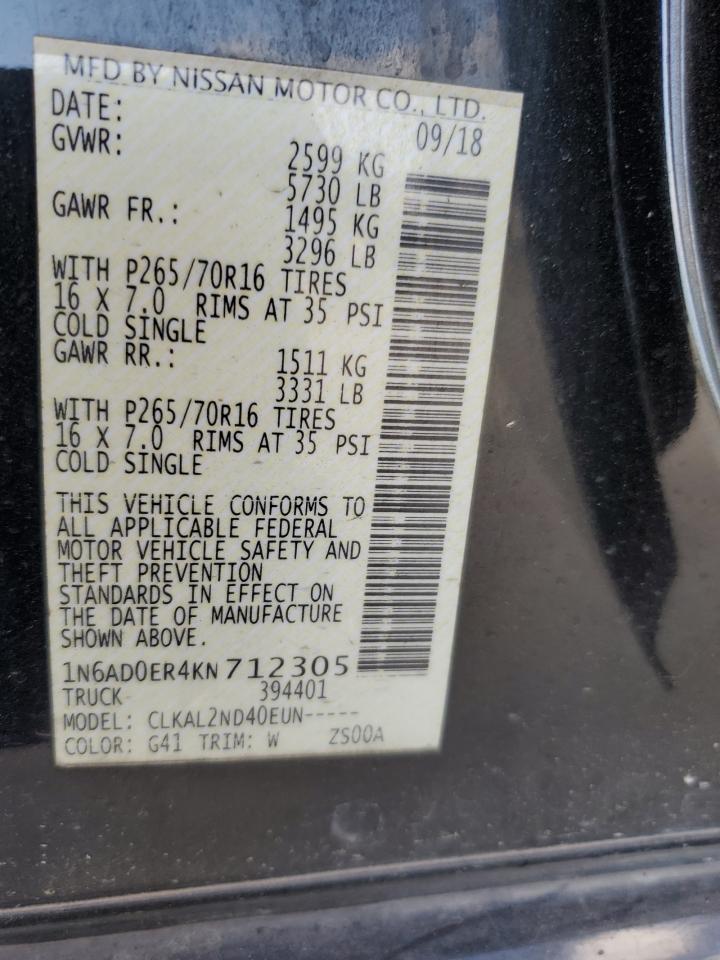 MFD BY NISSAN MOTOR CO., LTD.
DATE: 09/18
GVWR: 2599 KG
5730 LB
GAWR FR.: 1495 KG
3296 LB
WITH P265/70R16 TIRES
16 X 7.0 RIMS AT 35 PSI
COLD SINGLE
GAWR RR.: 1511 KG
3331 LB
WITH P265/70R16 TIRES
16 X 7.0 RIMS AT 35 PSI
COLD SINGLE
THIS VEHICLE CONFORMS TO
ALL APPLICABLE FEDERAL
MOTOR VEHICLE SAFETY AND
THEFT PREVENTION
STANDARDS IN EFFECT ON
THE DATE OF MANUFACTURE
SHOWN ABOVE.
1N6AD0ER4KN712305
TRUCK 394401
MODEL: CLKAL2ND40EUN-----
COLOR: G41 TRIM: W ZS00A